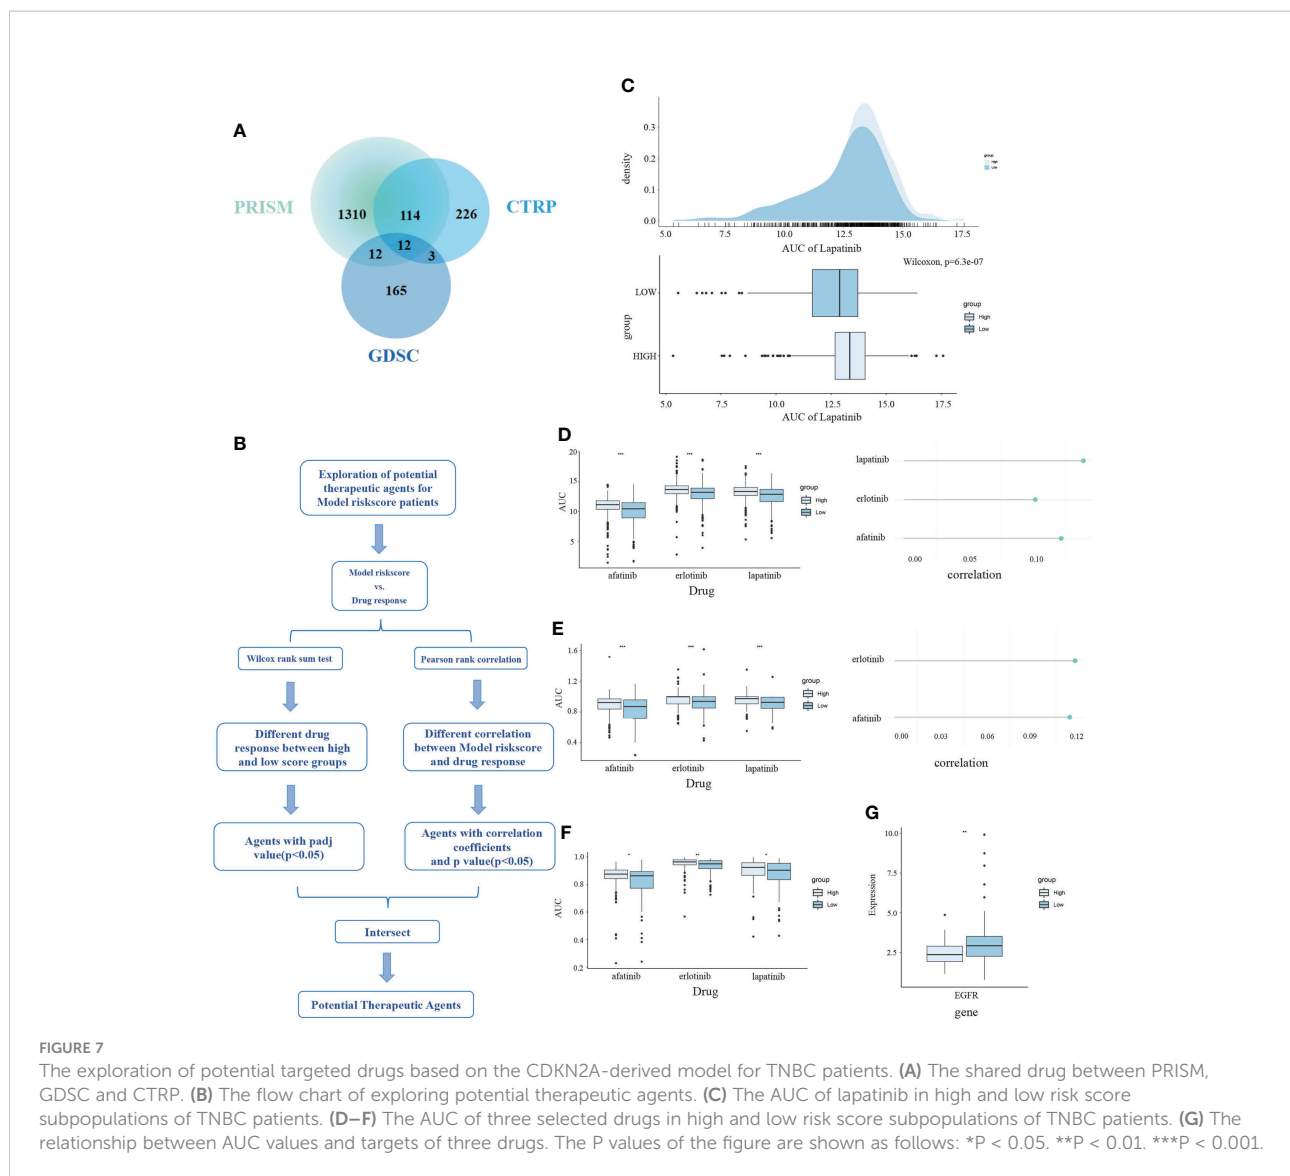 A
PRISM
CTRP
GDSC
1310
114
226
12
12
3
165
C
density
0.3
0.2
0.1
0.0
5.0
7.5
10.0
12.5
15.0
17.5
AUC of Lapatinib
group
High
Low
Wilcoxon, p=6.3e-07
group
LOW
HIGH
5.0
7.5
10.0
12.5
15.0
17.5
AUC of Lapatinib
group
High
Low
B
Exploration of potential
therapeutic agents for
Model riskscore patients
Model riskscore
vs.
Drug response
Wilcox rank sum test
Pearson rank correlation
Different drug
response between high
and low score groups
Different correlation
between Model riskscore
and drug response
Agents with padj
value(p<0.05)
Agents with correlation
coefficients
and p value(p<0.05)
Intersect
Potential Therapeutic Agents
D
AUC
20
15
10
5
***
***
***
afatinib
erlotinib
lapatinib
Drug
group
High
Low
lapatinib
erlotinib
afatinib
0.00
0.05
0.10
correlation
E
AUC
1.6
1.2
0.8
0.4
***
***
***
afatinib
erlotinib
lapatinib
Drug
group
High
Low
erlotinib
afatinib
0.00
0.03
0.06
0.09
0.12
correlation
F
AUC
1.0
0.8
0.6
0.4
0.2
*
**
*
afatinib
erlotinib
lapatinib
Drug
group
High
Low
G
Expression
10.0
7.5
5.0
2.5
**
EGFR
gene
group
High
Low
FIGURE 7
The exploration of potential targeted drugs based on the CDKN2A-derived model for TNBC patients. (A) The shared drug between PRISM,
GDSC and CTRP. (B) The flow chart of exploring potential therapeutic agents. (C) The AUC of lapatinib in high and low risk score
subpopulations of TNBC patients. (D–F) The AUC of three selected drugs in high and low risk score subpopulations of TNBC patients. (G) The
relationship between AUC values and targets of three drugs. The P values of the figure are shown as follows: *P < 0.05. **P < 0.01. ***P < 0.001.